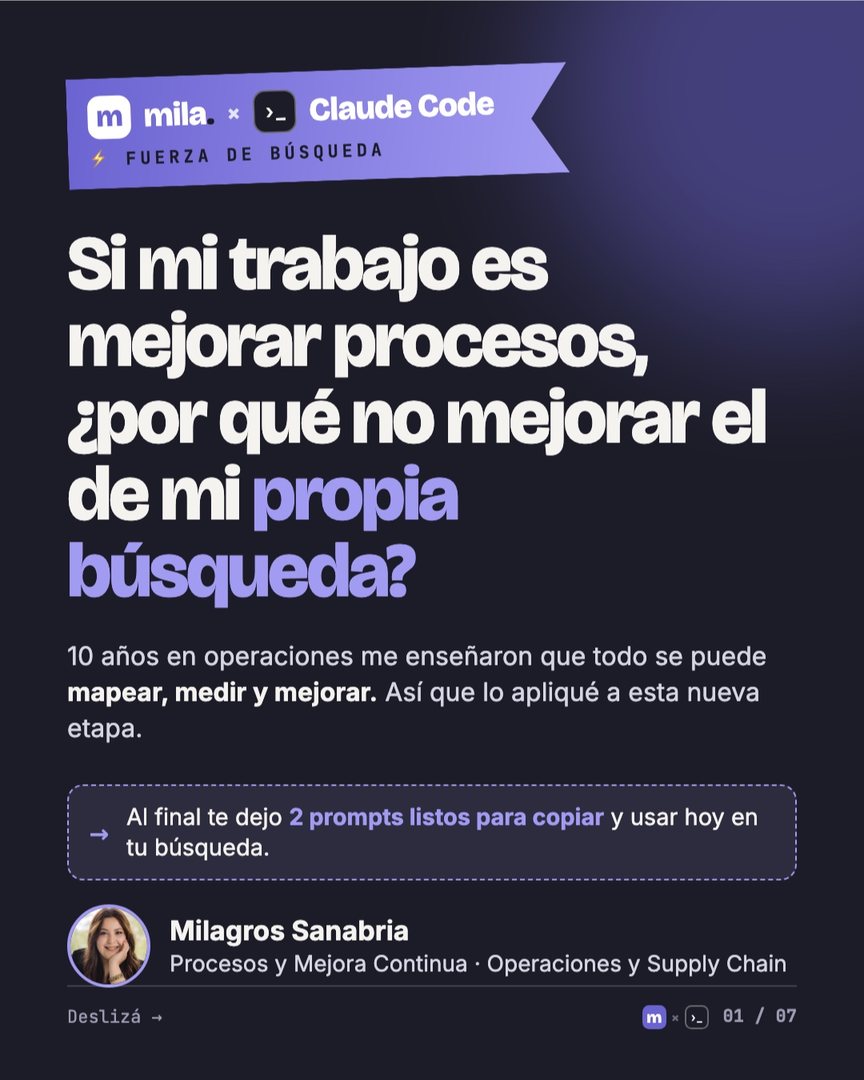 m mila. × ›_ Claude Code
⚡ FUERZA DE BÚSQUEDA
Si mi trabajo es
mejorar procesos,
¿por qué no mejorar el
de mi propia
búsqueda?
10 años en operaciones me enseñaron que todo se puede
mapear, medir y mejorar. Así que lo apliqué a esta nueva
etapa.
→ Al final te dejo 2 prompts listos para copiar y usar hoy en
tu búsqueda.
Milagros Sanabria
Procesos y Mejora Continua · Operaciones y Supply Chain
Deslizá →
m × ›_ 01 / 07